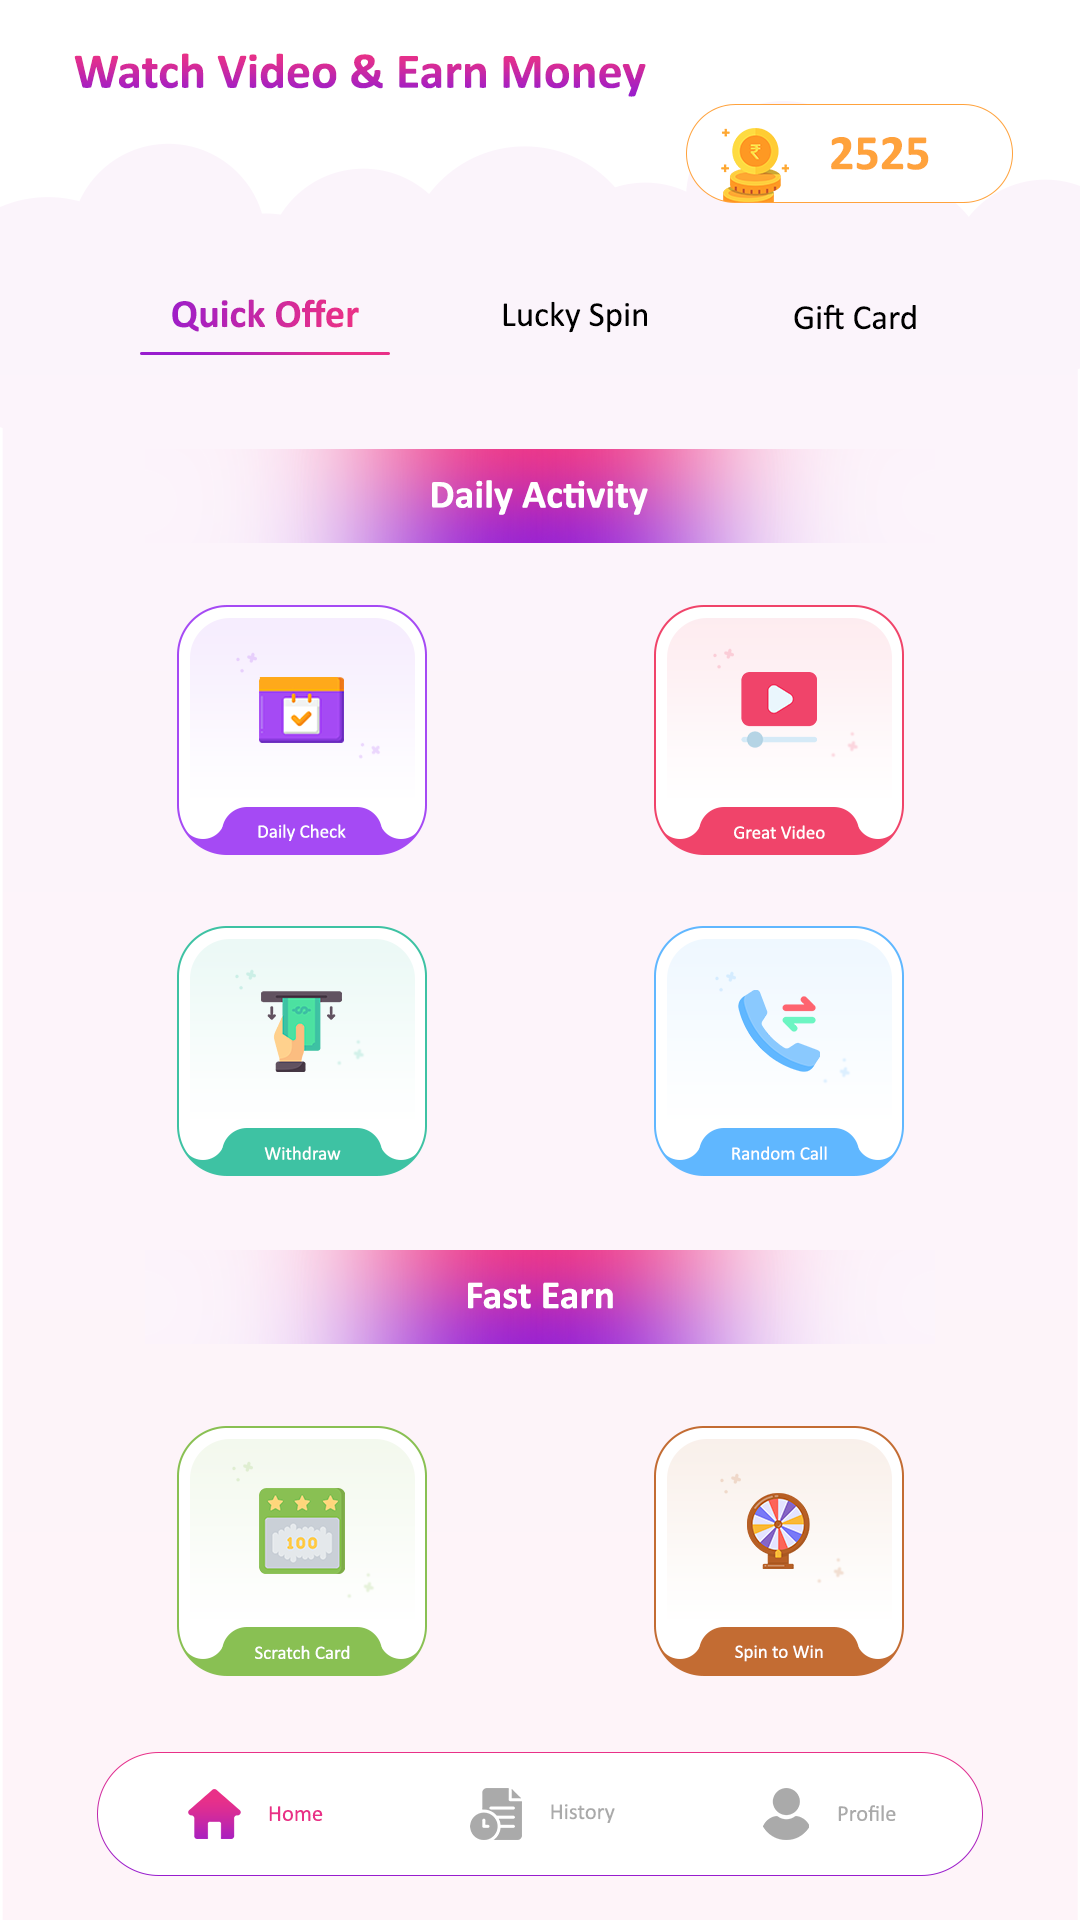 Watch Video & Earn Money
₹
2525
Quick Offer
Lucky Spin
Gift Card
Daily Activity
Daily Check
Great Video
$
Withdraw
Random Call
Fast Earn
100
Scratch Card
Spin to Win
Home
History
Profile